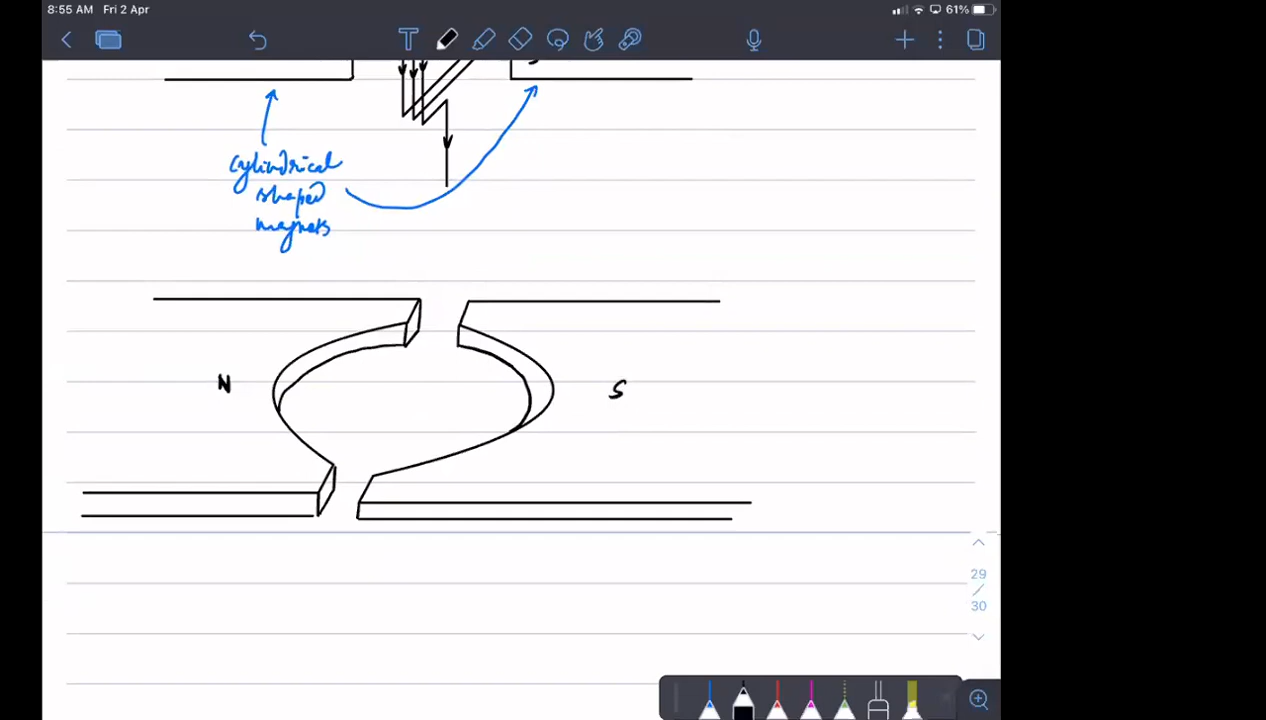 8:55 AM Fri 2 Apr
61%
T
cylindrical
shaped
magnets
N
S
29
/
30